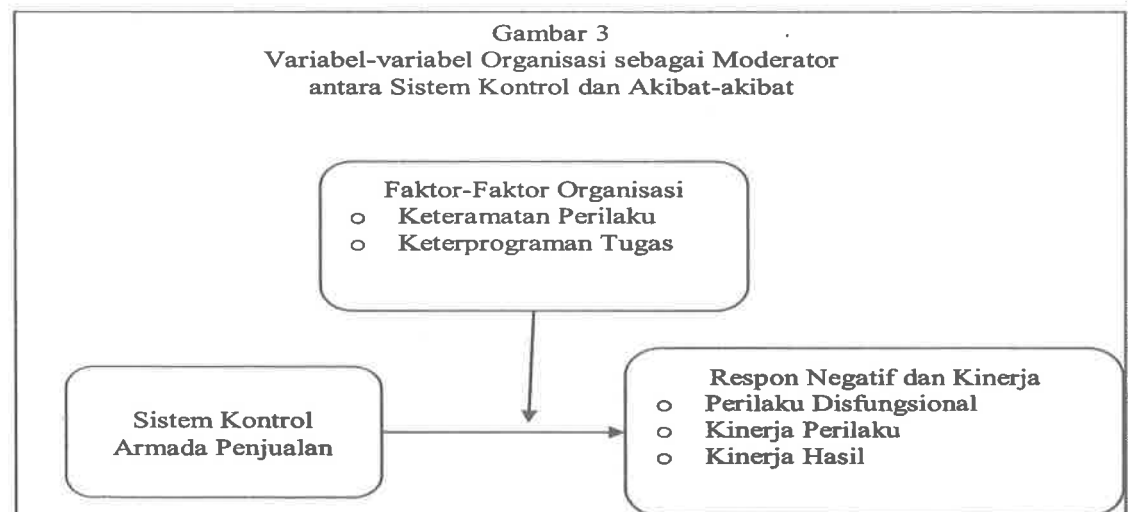 Gambar 3
Variabel-variabel Organisasi sebagai Moderator
antara Sistem Kontrol dan Akibat-akibat
Faktor-Faktor Organisasi
o Keteramatan Perilaku
o Keterprograman Tugas
Sistem Kontrol
Armada Penjualan
Respon Negatif dan Kinerja
o Perilaku Disfungsional
o Kinerja Perilaku
o Kinerja Hasil